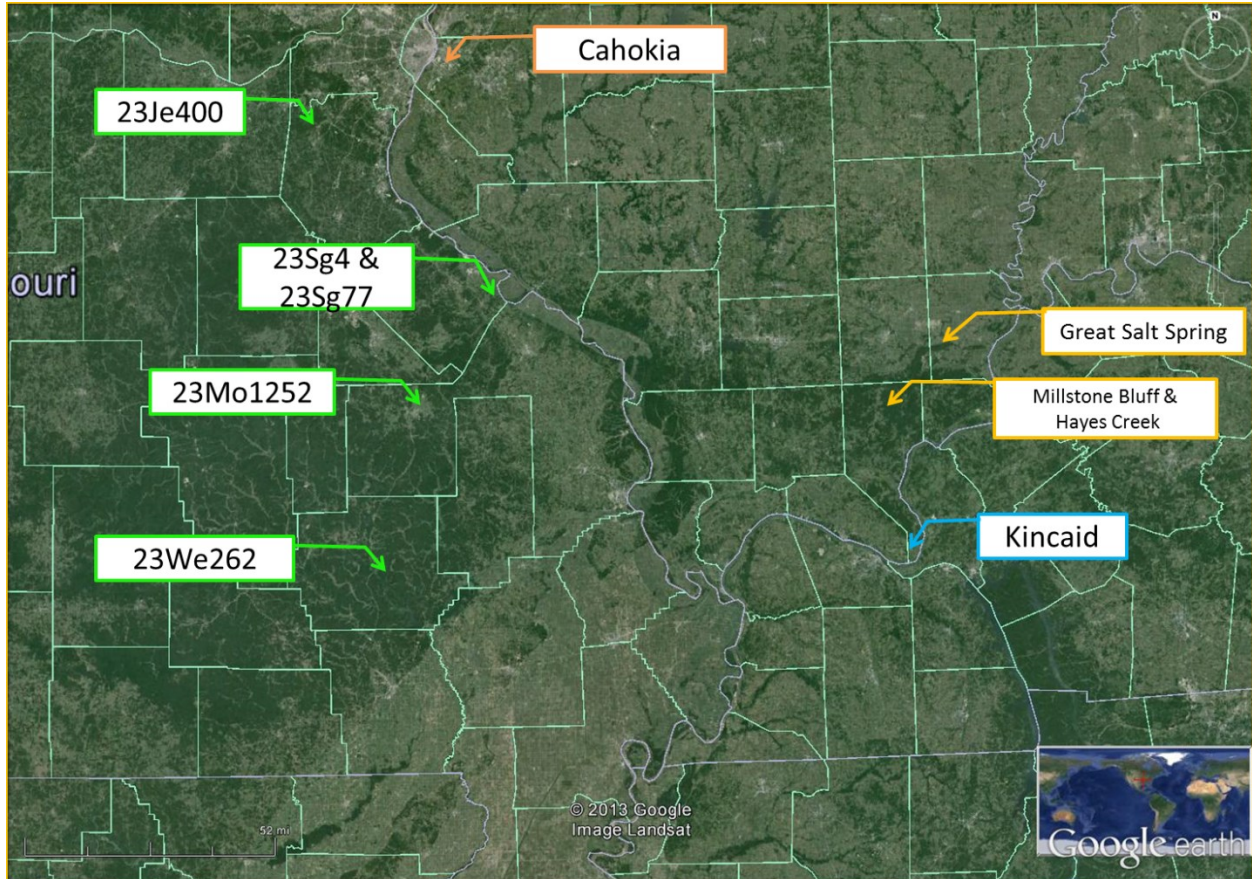 N
Cahokia
23Je400
23Sg4 &
23Sg77
ouri
Great Salt Spring
23Mo1252
Millstone Bluff &
Hayes Creek
Kincaid
23We262
© 2013 Google
Image Landsat
52 mi
Google earth